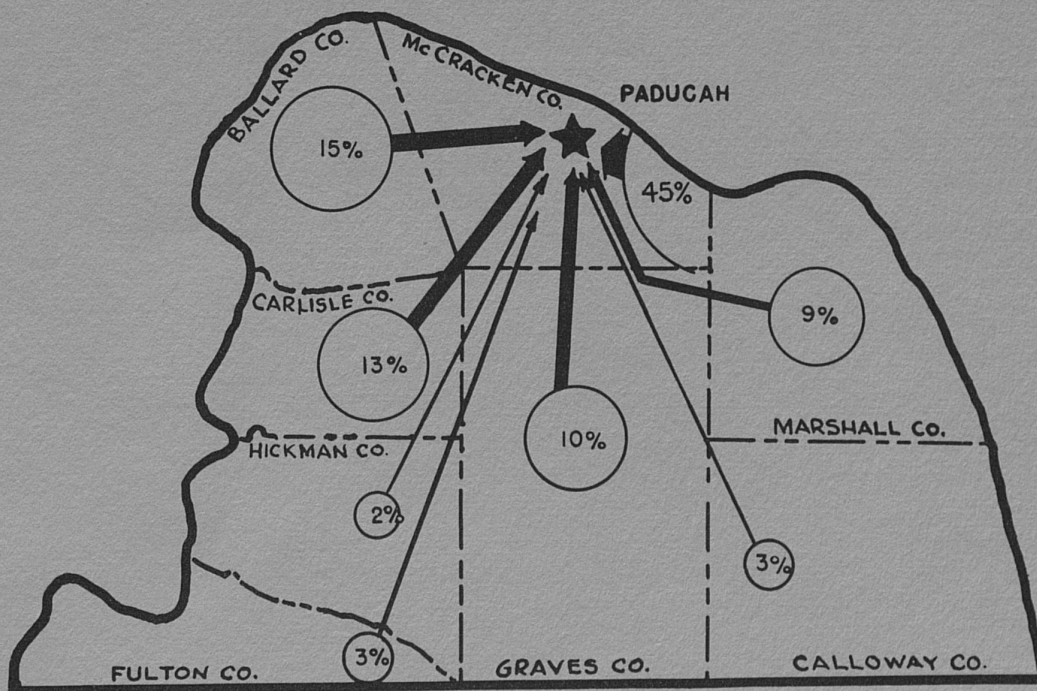 BALLARD CO.
McCRACKEN CO.
PADUCAH
15%
45%
CARLISLE CO.
9%
13%
10%
MARSHALL CO.
HICKMAN CO.
2%
3%
3%
FULTON CO.
GRAVES CO.
CALLOWAY CO.